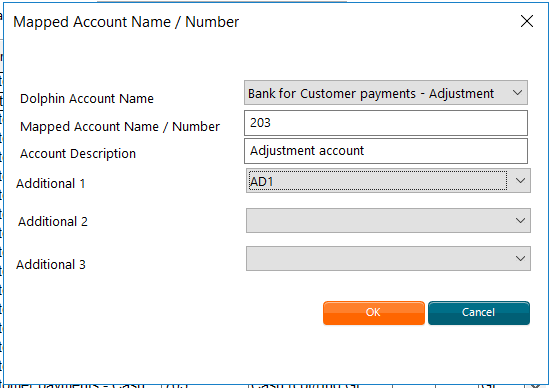 Mapped Account Name / Number
Dolphin Account Name
Bank for Customer payments - Adjustment
Mapped Account Name / Number
203
Account Description
Adjustment account
Additional 1
AD1
Additional 2
Additional 3
OK
Cancel